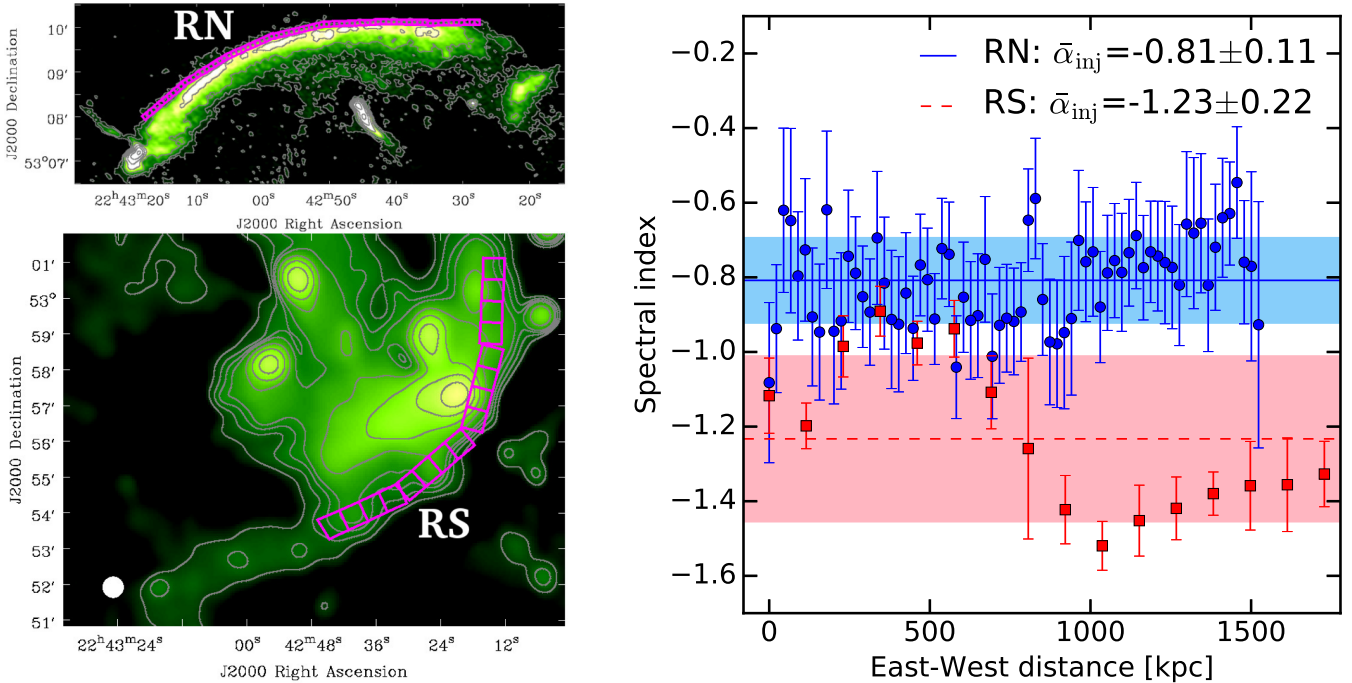 RN
J2000 Declination
10′
09′
08′
53°07′
22ʰ43ᵐ20ˢ 10ˢ 00ˢ 42ᵐ50ˢ 40ˢ 30ˢ 20ˢ
J2000 Right Ascension
J2000 Declination
01′
53°
59′
58′
57′
56′
55′
54′
53′
52′
51′
RS
22ʰ43ᵐ24ˢ 00ˢ 42ᵐ48ˢ 36ˢ 24ˢ 12ˢ
J2000 Right Ascension
RN: ᾱinj=-0.81±0.11
RS: ᾱinj=-1.23±0.22
Spectral index
−0.2
−0.4
−0.6
−0.8
−1.0
−1.2
−1.4
−1.6
0 500 1000 1500
East-West distance [kpc]